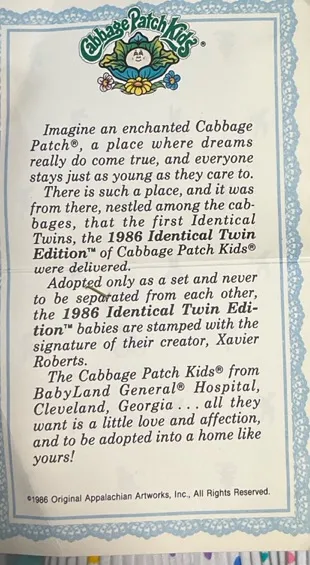 Cabbage Patch Kids®
Imagine an enchanted Cabbage
Patch®, a place where dreams
really do come true, and everyone
stays just as young as they care to.
There is such a place, and it was
from there, nestled among the cab-
bages, that the first Identical
Twins, the 1986 Identical Twin
Edition™ of Cabbage Patch Kids®
were delivered.
Adopted only as a set and never
to be separated from each other,
the 1986 Identical Twin Edi-
tion™ babies are stamped with the
signature of their creator, Xavier
Roberts.
The Cabbage Patch Kids® from
BabyLand General® Hospital,
Cleveland, Georgia . . . all they
want is a little love and affection,
and to be adopted into a home like
yours!
©1986 Original Appalachian Artworks, Inc., All Rights Reserved.